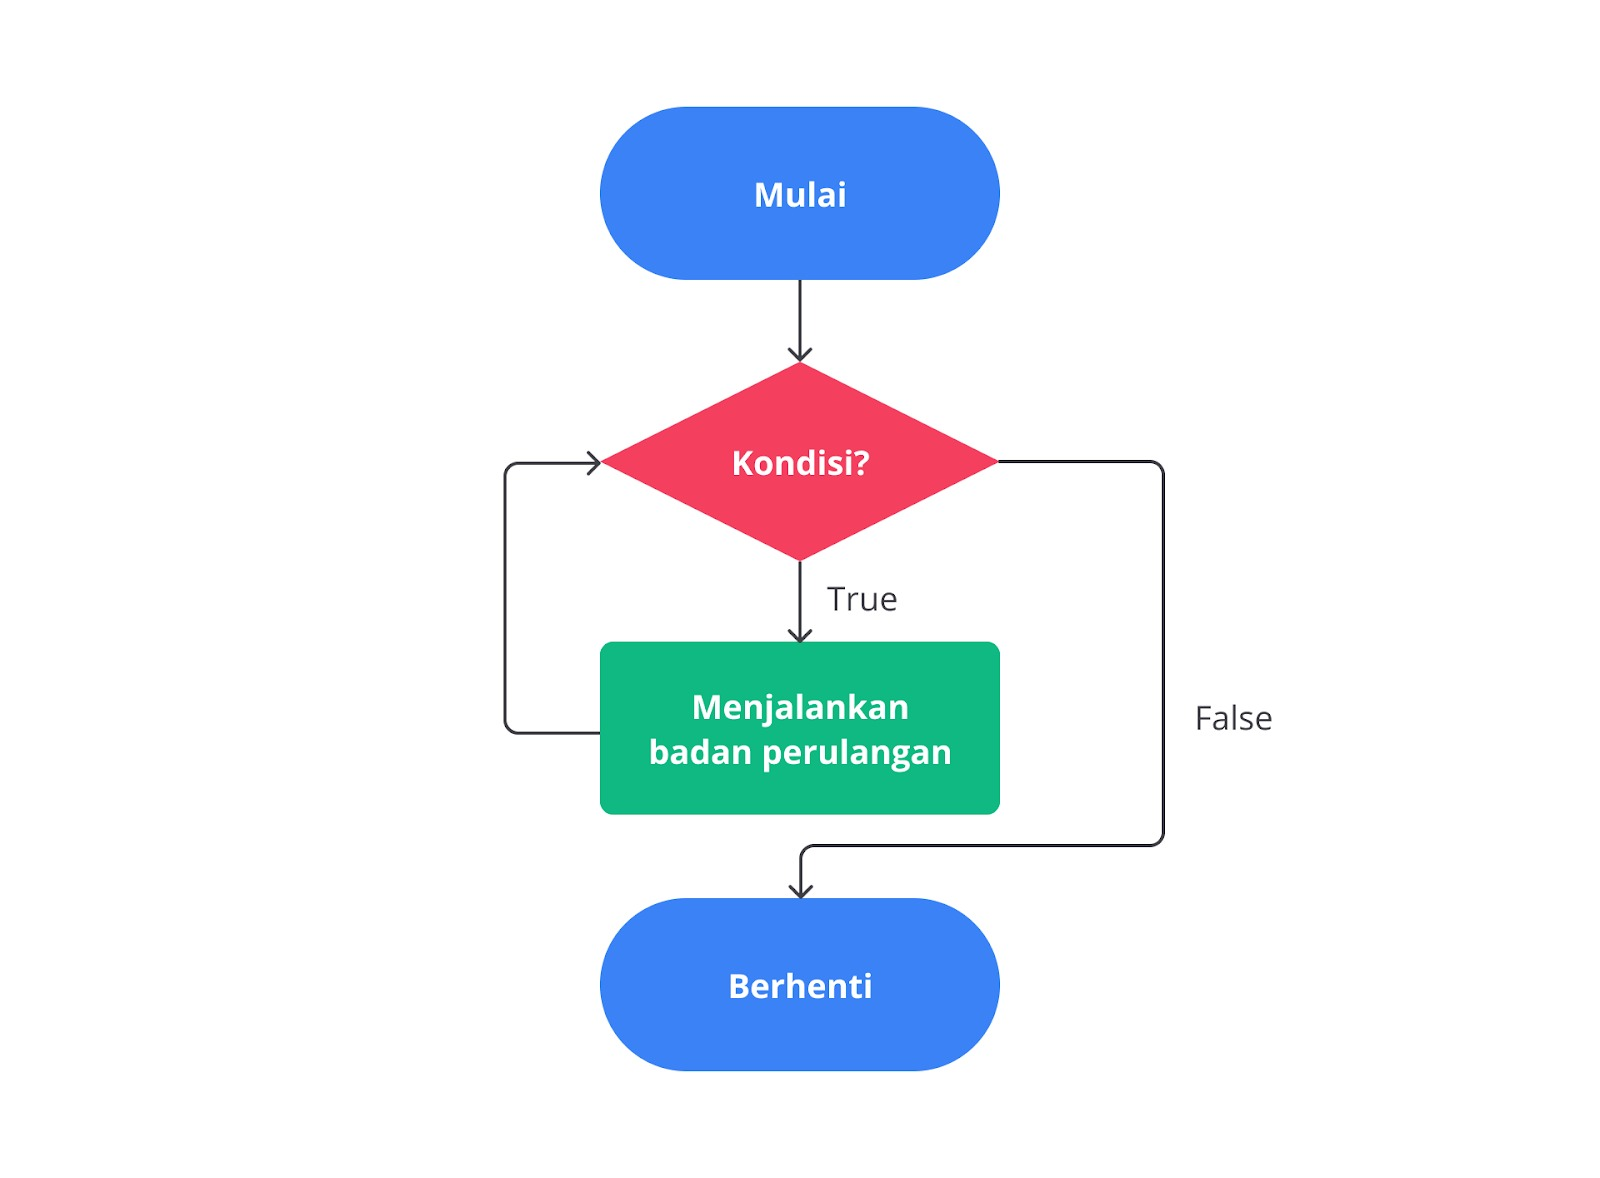 Mulai
Kondisi?
True
Menjalankan
badan perulangan
False
Berhenti